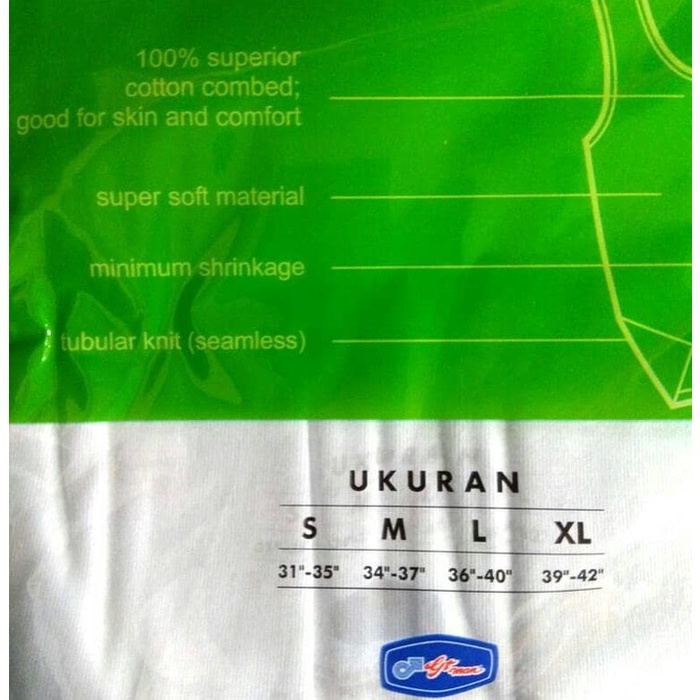 100% superior
cotton combed;
good for skin and comfort
super soft material
minimum shrinkage
tubular knit (seamless)
UKURAN
S M L XL
31"-35" 34"-37" 36"-40" 39"-42"
man